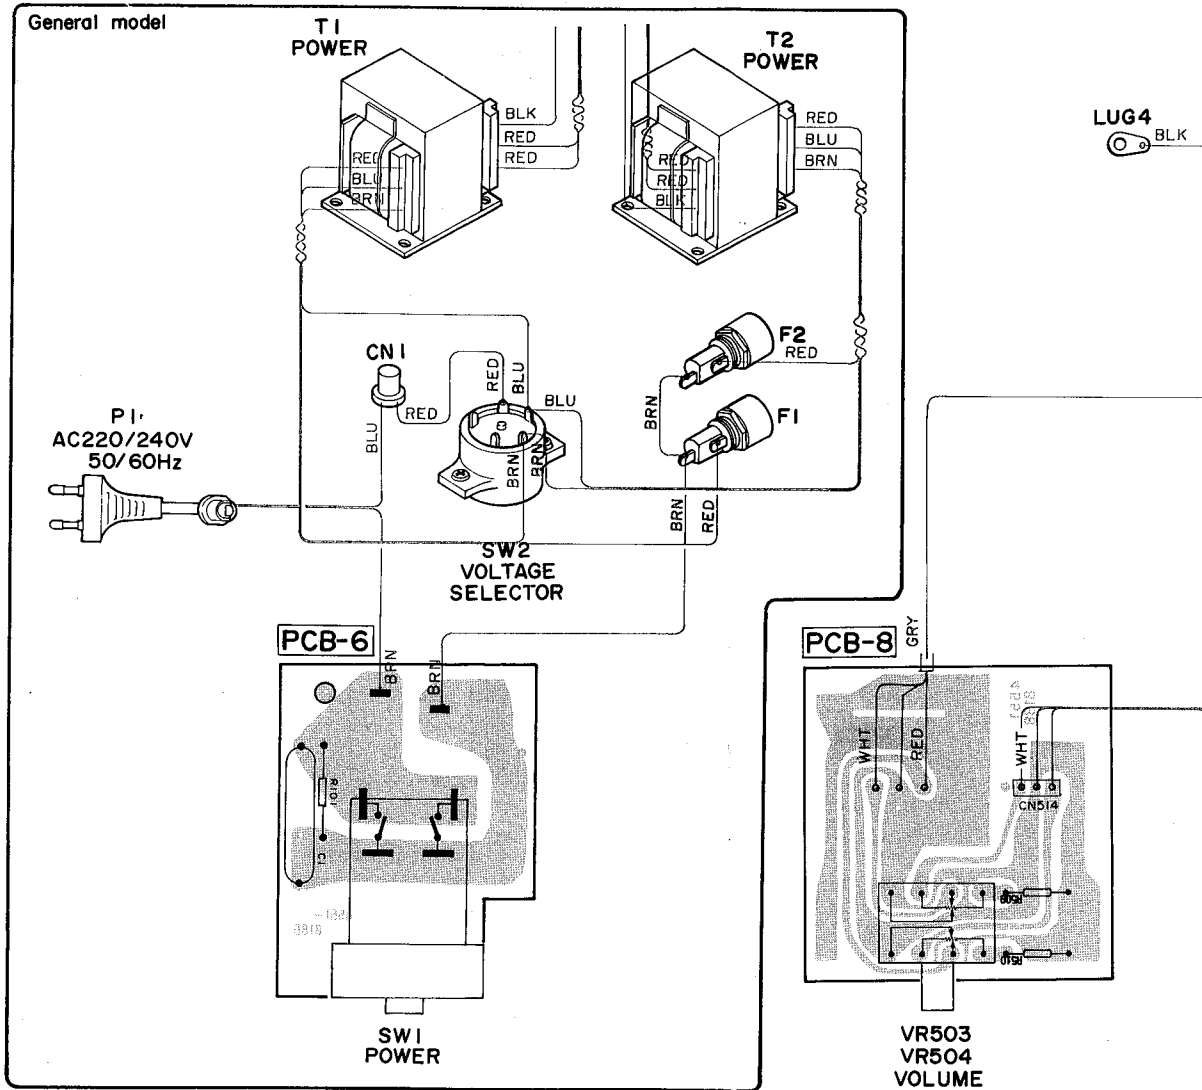 General model
T1
POWER
T2
POWER
BLK
RED
RED
RED
BLU
BRN
RED
RED
BLK
RED
BLU
BRN
LUG4
BLK
CN1
RED
RED
BLU
BLU
BLU
BRN
BRN
F2
RED
BRN
F1
BRN
RED
P1
AC220/240V
50/60Hz
SW2
VOLTAGE
SELECTOR
PCB-6
BRN
BRN
R101
C1
SW1
POWER
PCB-8
GRY
WHT
RED
WHT
CN514
R509
R510
VR503
VR504
VOLUME